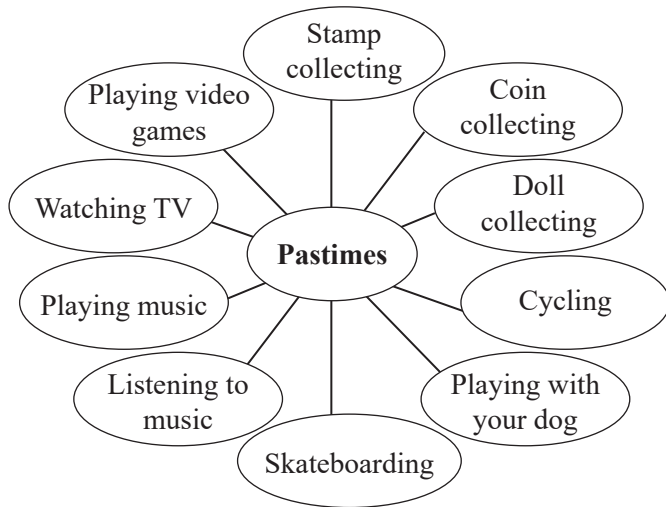 Stamp
collecting
Playing video
games
Coin
collecting
Watching TV
Doll
collecting
Pastimes
Playing music
Cycling
Listening to
music
Playing with
your dog
Skateboarding